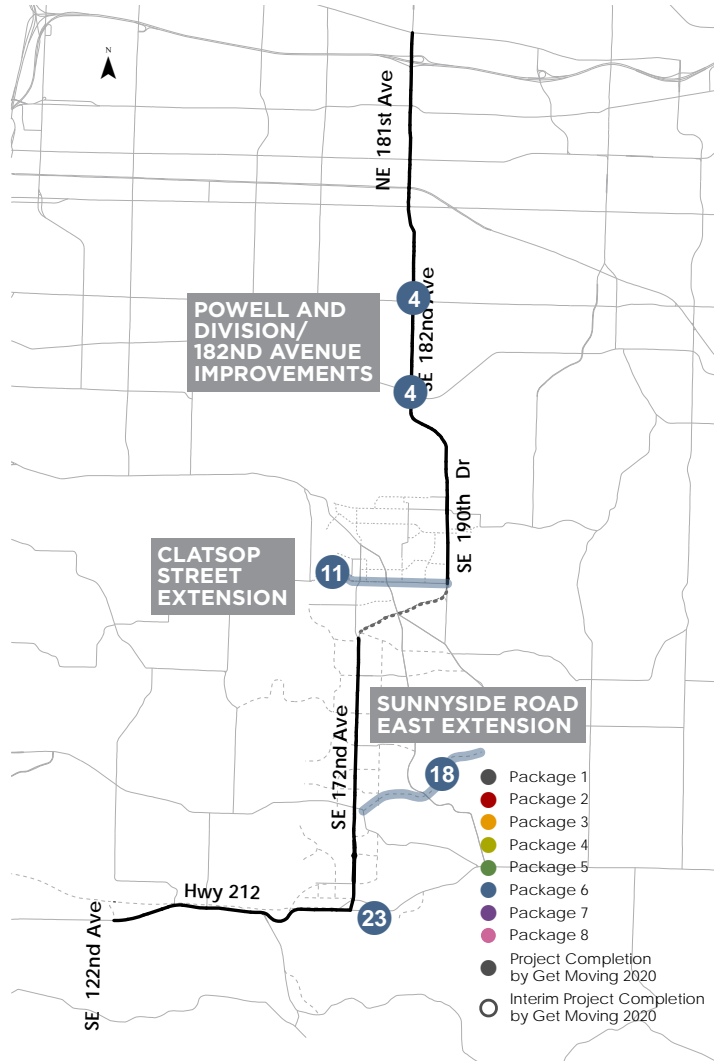 N
NE 181st Ave
SE 182nd Ave
4
POWELL AND
DIVISION/
182ND AVENUE
IMPROVEMENTS
4
SE 190th Dr
CLATSOP
STREET
EXTENSION
11
SUNNYSIDE ROAD
EAST EXTENSION
SE 172nd Ave
18
Package 1
Package 2
Package 3
Package 4
Package 5
Package 6
Package 7
Package 8
Project Completion
by Get Moving 2020
Interim Project Completion
by Get Moving 2020
Hwy 212
23
SE 122nd Ave